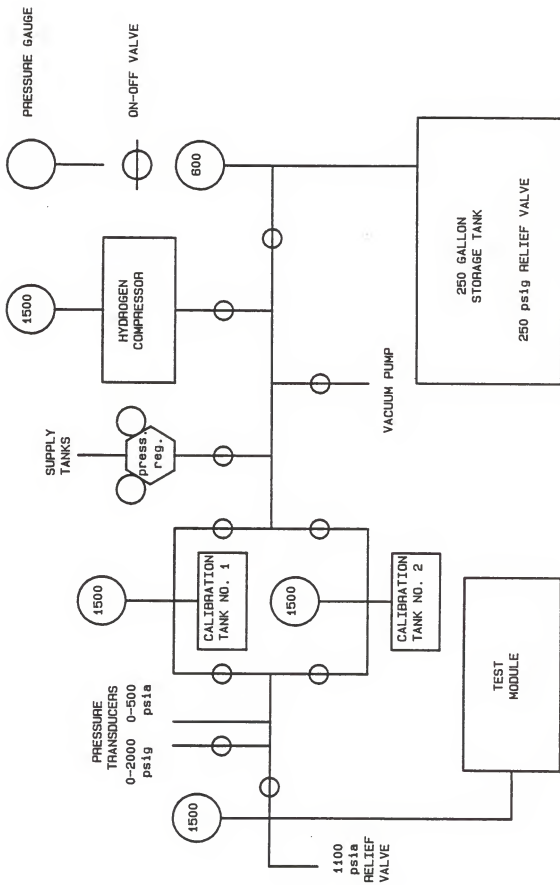 PRESSURE GAUGE
ON-OFF VALVE
600
1500
HYDROGEN
COMPRESSOR
250 GALLON
STORAGE TANK
250 psig RELIEF VALVE
SUPPLY
TANKS
press.
reg.
VACUUM PUMP
1500
CALIBRATION
TANK NO. 1
1500
CALIBRATION
TANK NO. 2
PRESSURE
TRANSDUCERS
0-2000 0-500
psig psia
1500
1100
psia
RELIEF
VALVE
TEST
MODULE